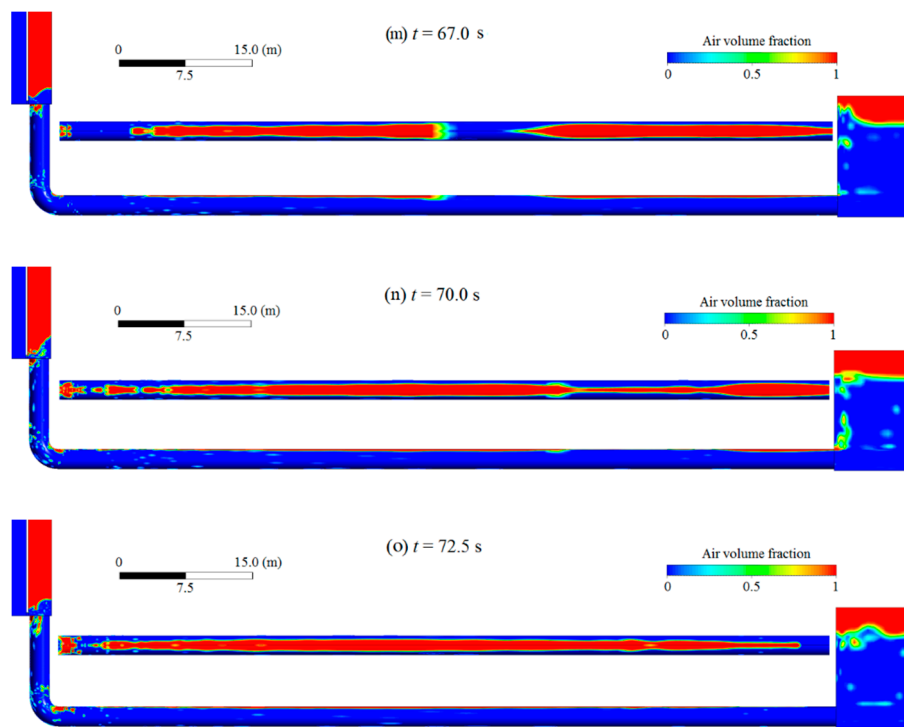 (m) t = 67.0 s
0 15.0 (m)
7.5
Air volume fraction
0 0.5 1
(n) t = 70.0 s
0 15.0 (m)
7.5
Air volume fraction
0 0.5 1
(o) t = 72.5 s
0 15.0 (m)
7.5
Air volume fraction
0 0.5 1